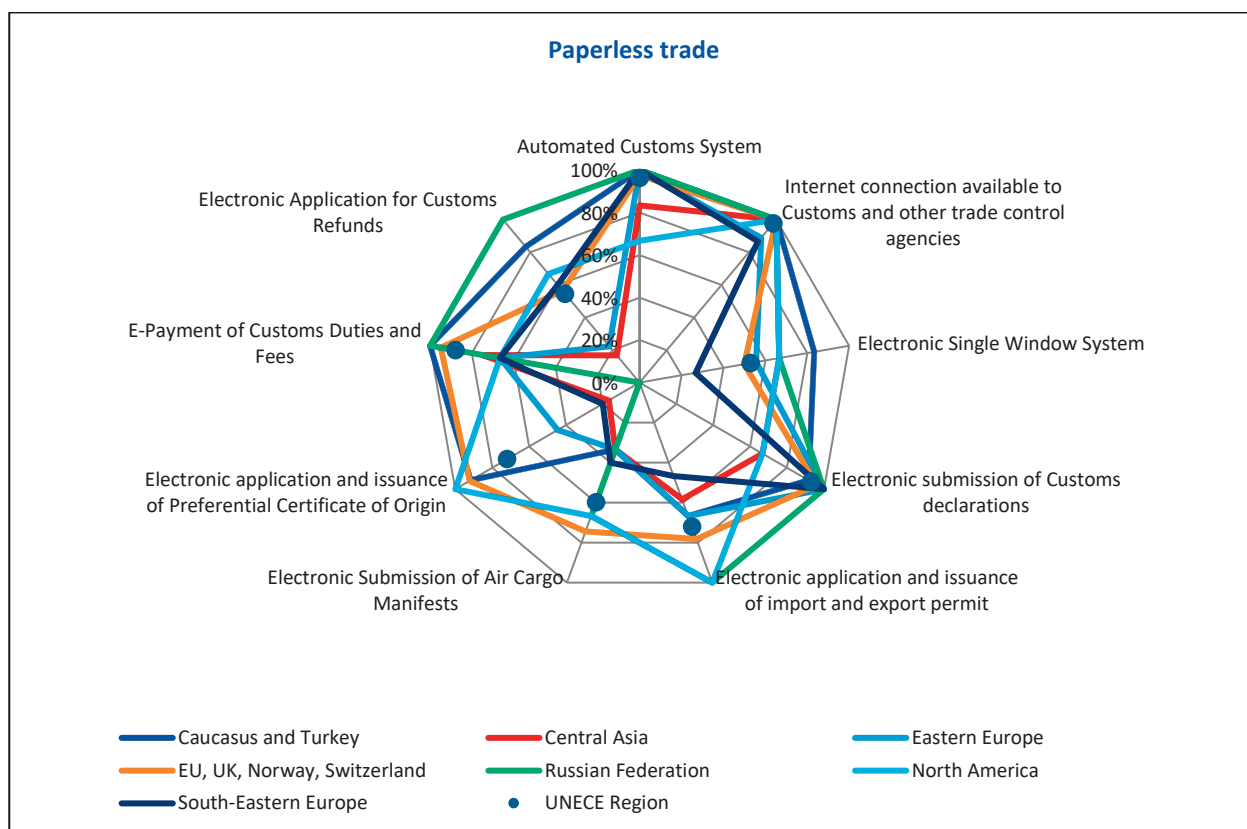 Paperless trade
Automated Customs System
100%
80%
60%
40%
20%
0%
Internet connection available to
Customs and other trade control
agencies
Electronic Single Window System
Electronic submission of Customs
declarations
Electronic application and issuance
of import and export permit
Electronic Submission of Air Cargo
Manifests
Electronic application and issuance
of Preferential Certificate of Origin
E-Payment of Customs Duties and
Fees
Electronic Application for Customs
Refunds
Caucasus and Turkey
Central Asia
Eastern Europe
EU, UK, Norway, Switzerland
Russian Federation
North America
South-Eastern Europe
UNECE Region